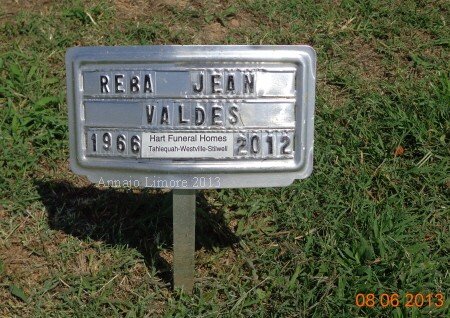 REBA JEAN
VALDES
1966 Hart Funeral Homes 2012
Tahlequah-Westville-Stilwell
Annajo Limore 2013
08.06.2013